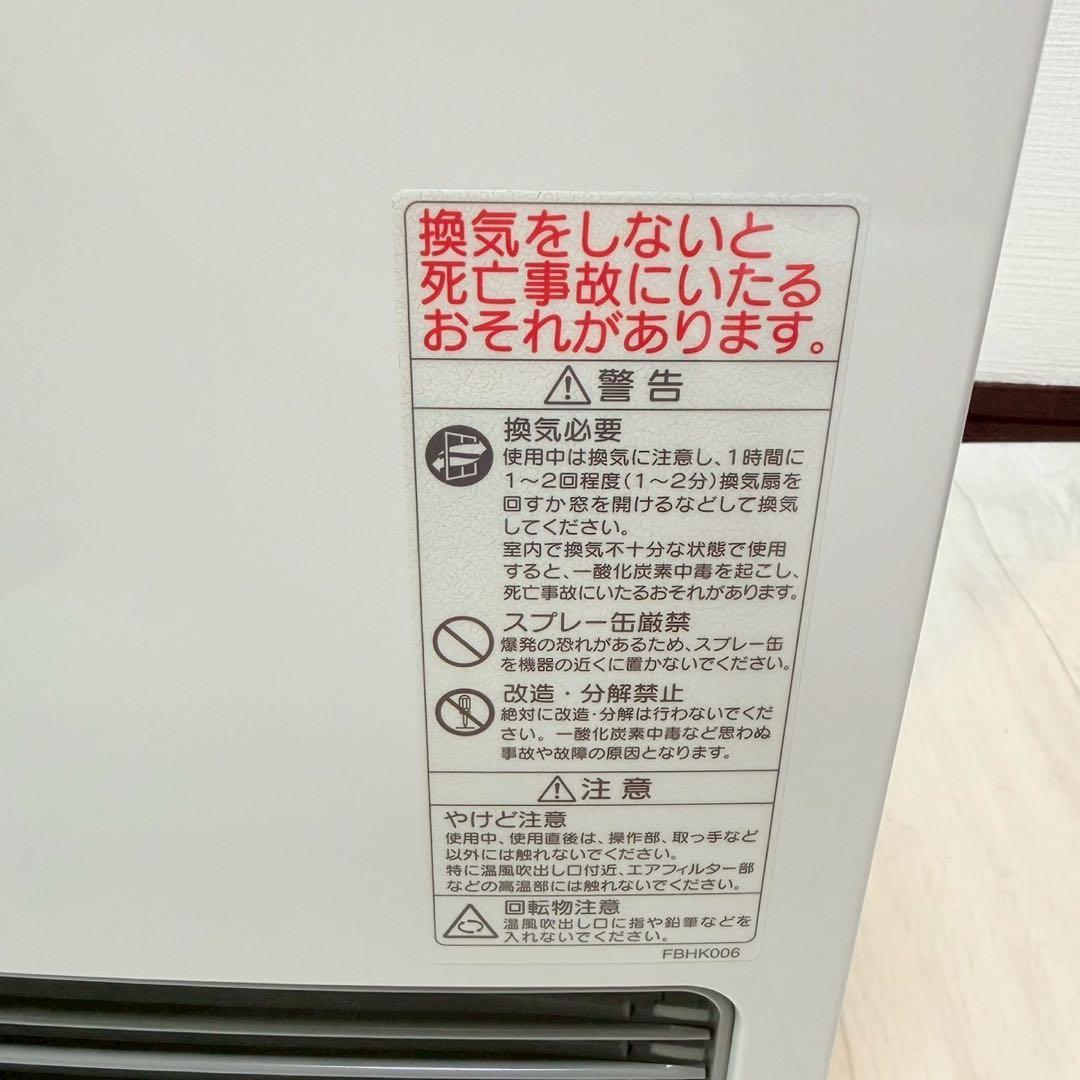 換気をしないと
死亡事故にいたる
おそれがあります。
警告
換気必要
使用中は換気に注意し、1時間に
1〜2回程度(1〜2分)換気扇を
回すか窓を開けるなどして換気
してください。
室内で換気不十分な状態で使用
すると、一酸化炭素中毒を起こし、
死亡事故にいたるおそれがあります。
スプレー缶厳禁
爆発の恐れがあるため、スプレー缶
を機器の近くに置かないでください。
改造・分解禁止
絶対に改造・分解は行わないでくだ
さい。一酸化炭素中毒など思わぬ
事故や故障の原因となります。
注意
やけど注意
使用中、使用直後は、操作部、取っ手など
以外には触れないでください。
特に温風吹出し口付近、エアフィルター部
などの高温部には触れないでください。
回転物注意
温風吹出し口に指や鉛筆などを
入れないでください。
FBHK006